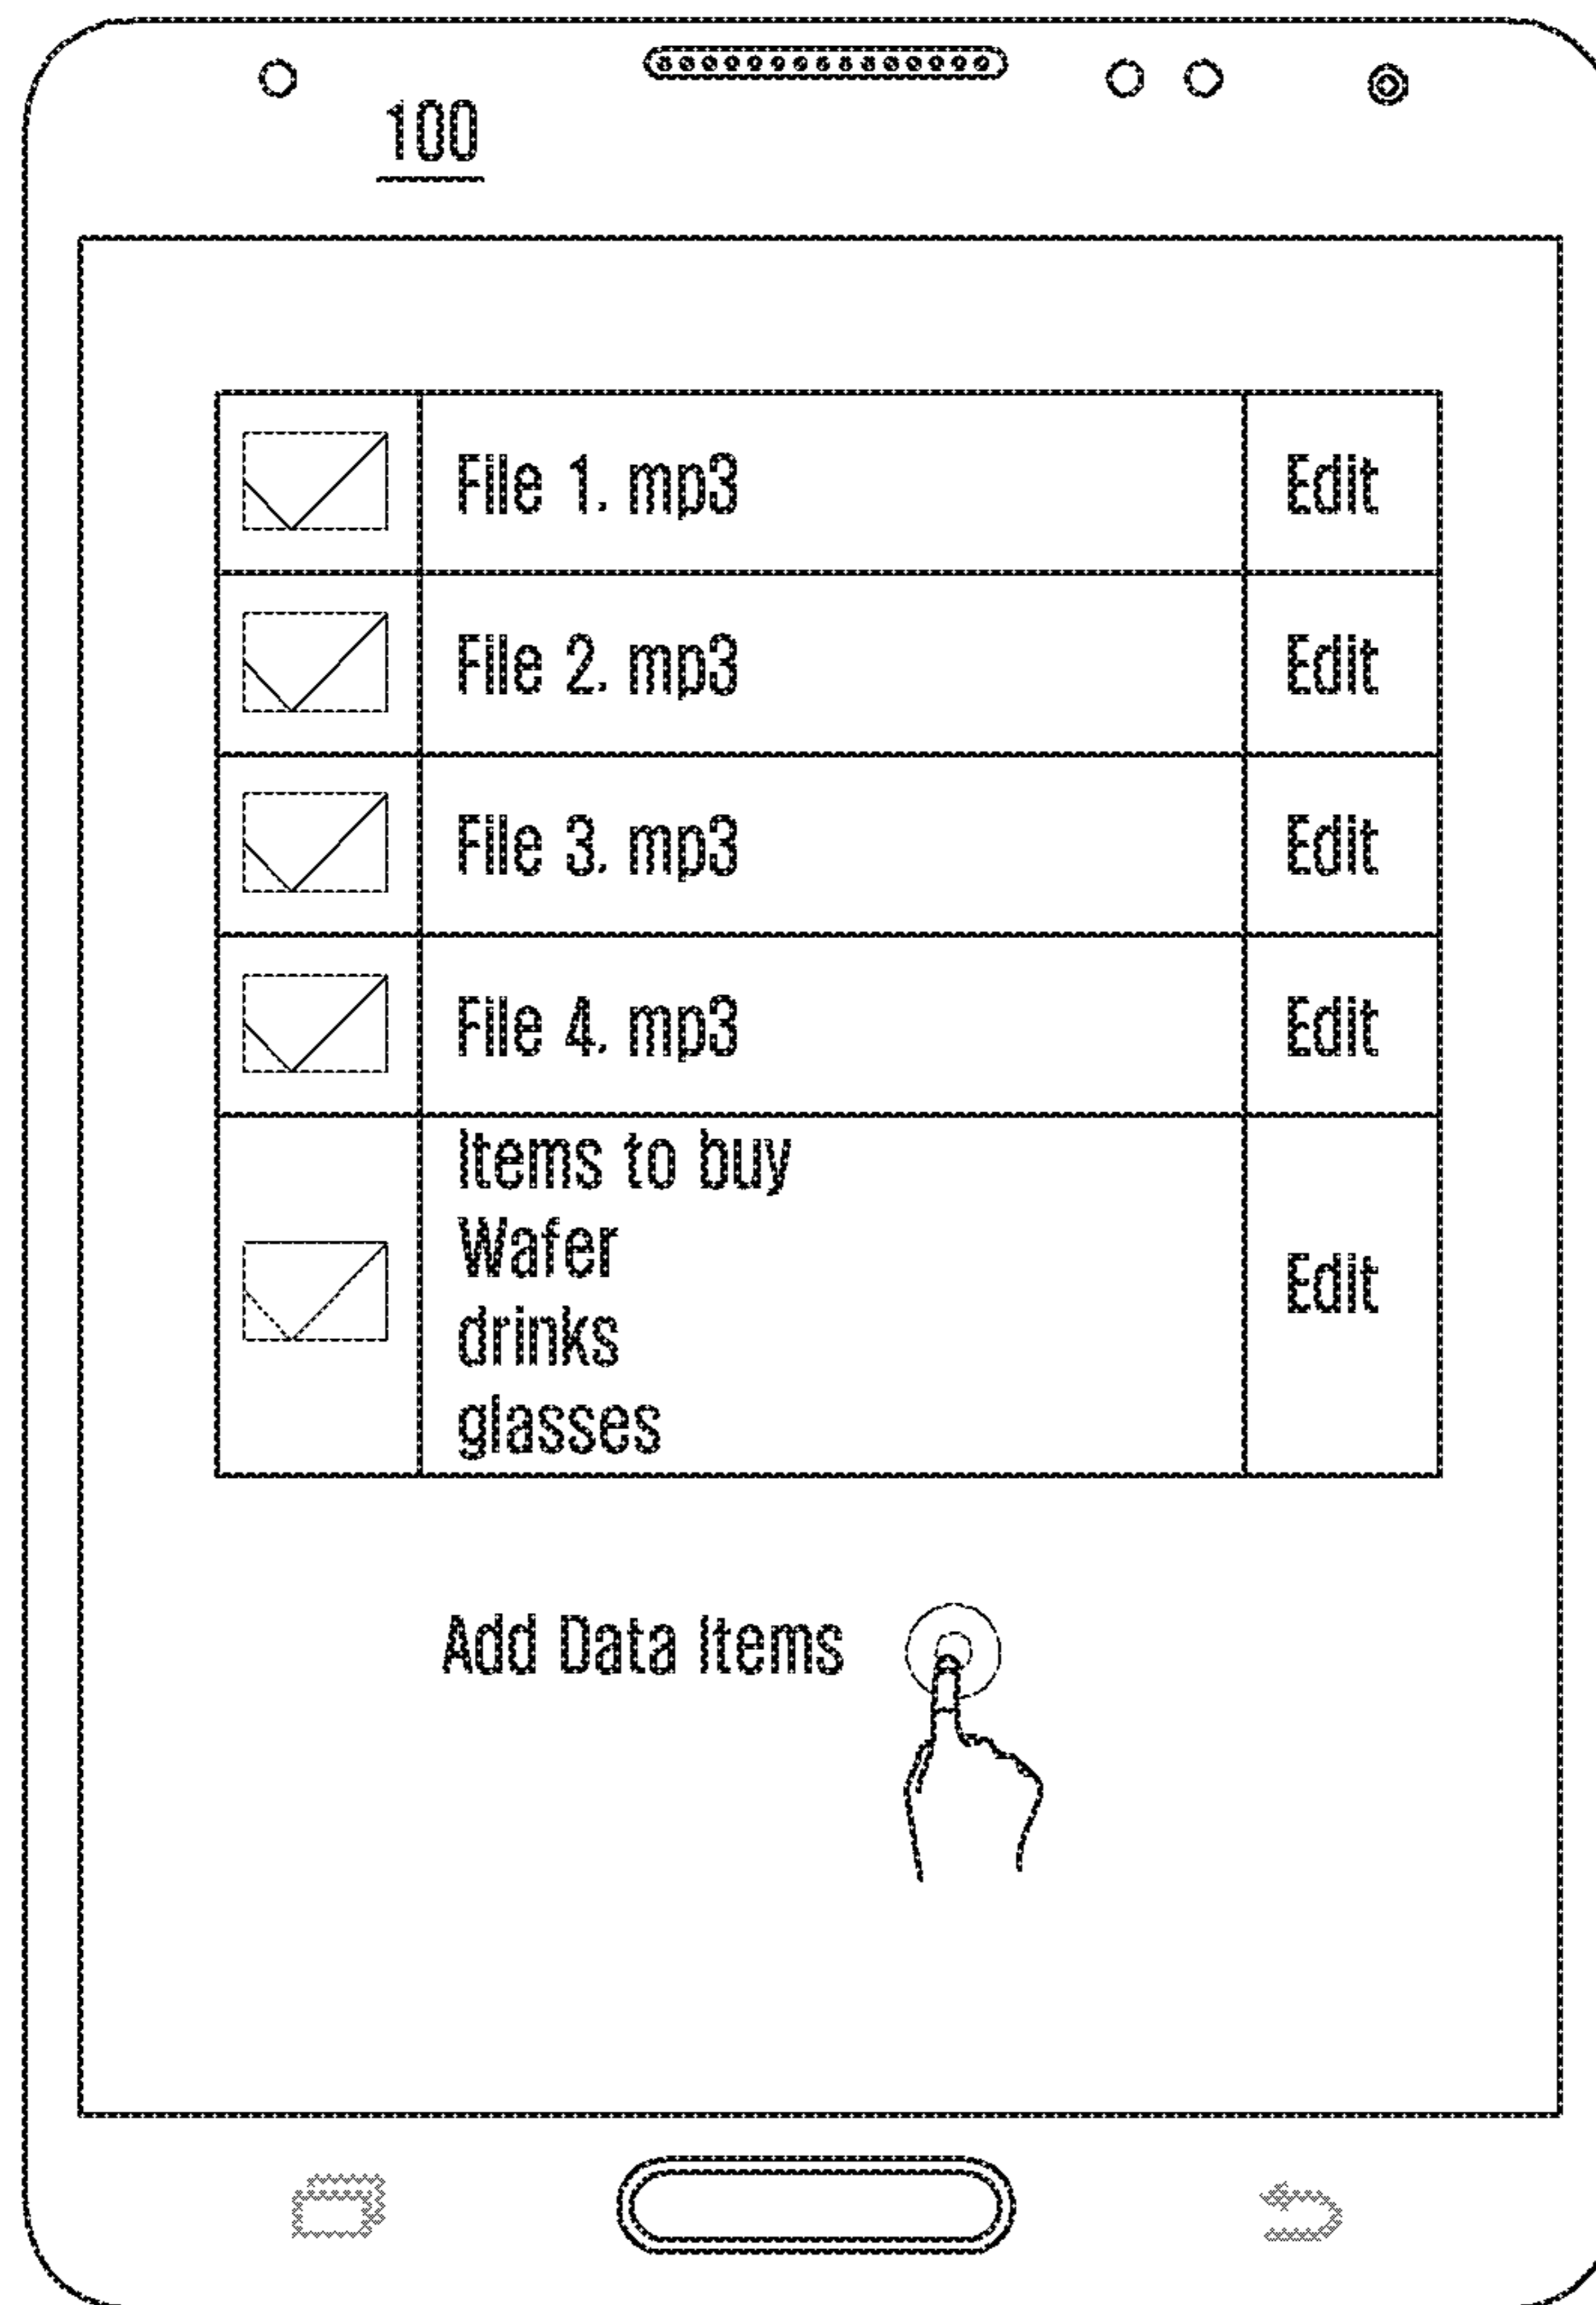 100
File 1. mp3 Edit
File 2. mp3 Edit
File 3. mp3 Edit
File 4. mp3 Edit
Items to buy
Wafer
drinks
glasses
Edit
Add Data Items